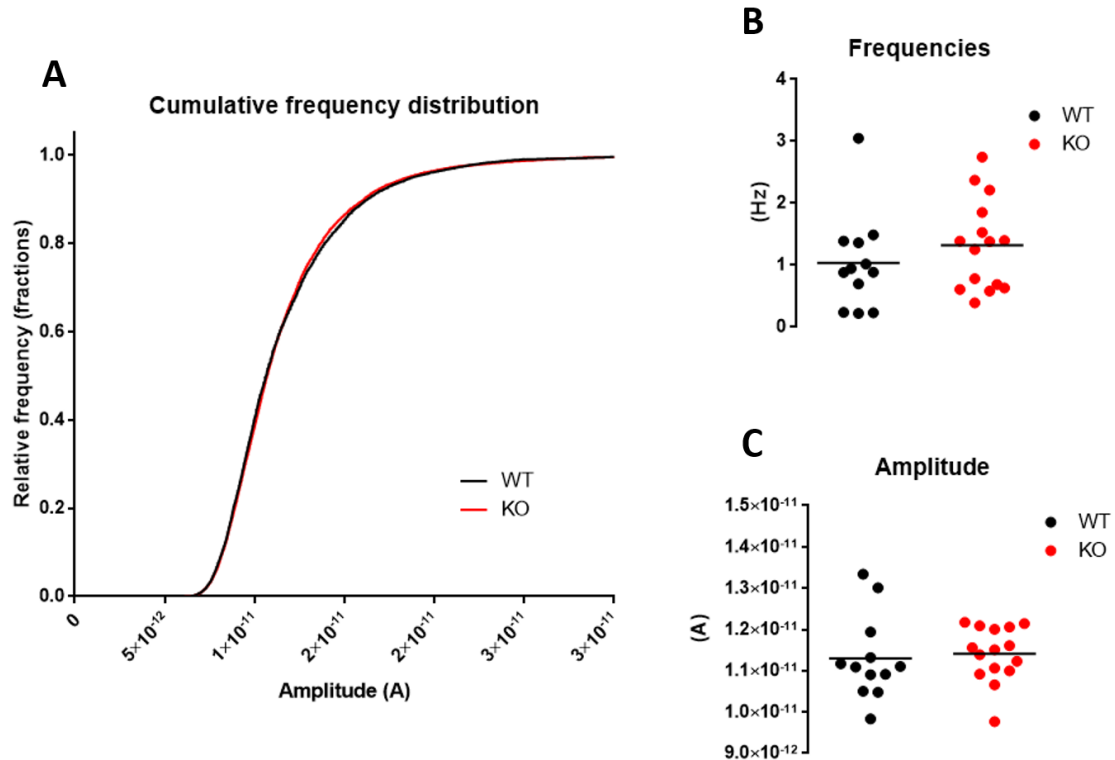 A
Cumulative frequency distribution
Relative frequency (fractions)
1.0
0.8
0.6
0.4
0.2
0.0
0
5×10⁻¹²
1×10⁻¹¹
2×10⁻¹¹
2×10⁻¹¹
3×10⁻¹¹
3×10⁻¹¹
Amplitude (A)
WT
KO
B
Frequencies
(Hz)
4
3
2
1
0
WT
KO
C
Amplitude
(A)
1.5×10⁻¹¹
1.4×10⁻¹¹
1.3×10⁻¹¹
1.2×10⁻¹¹
1.1×10⁻¹¹
1.0×10⁻¹¹
9.0×10⁻¹²
WT
KO